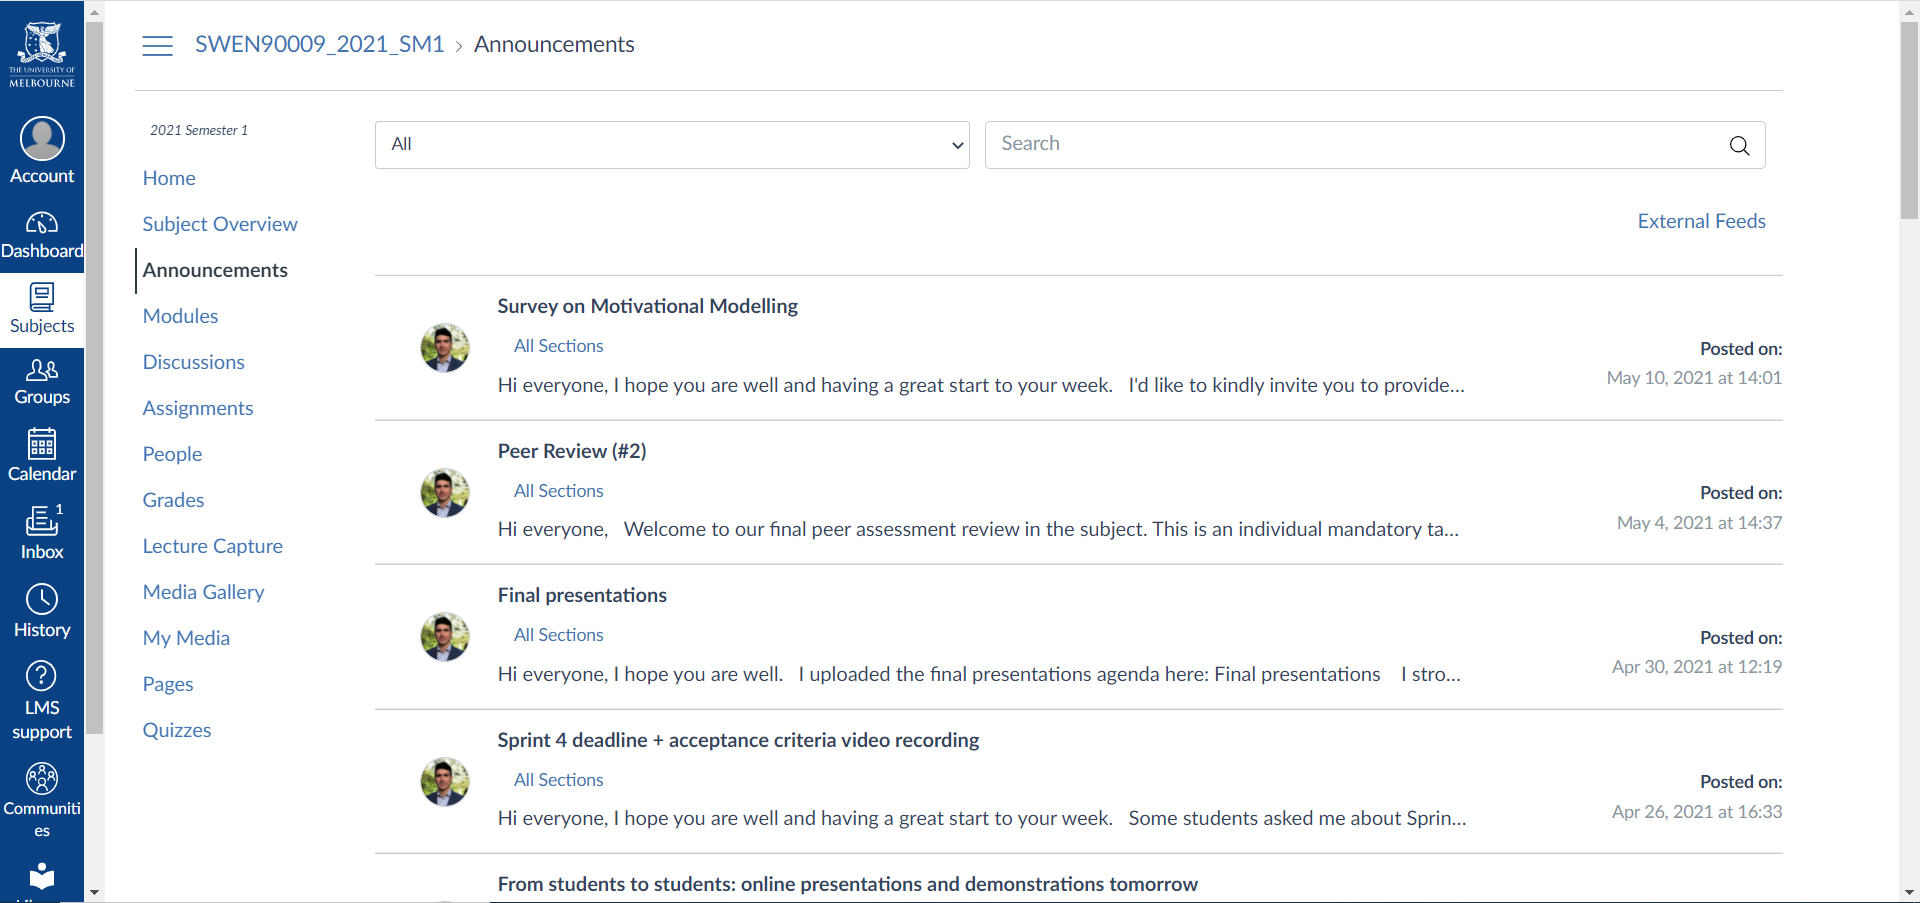 THE UNIVERSITY OF
MELBOURNE
Account
Dashboard
Subjects
Groups
Calendar
1
Inbox
History
LMS
support
Communiti
es
SWEN90009_2021_SM1 › Announcements
2021 Semester 1
Home
Subject Overview
Announcements
Modules
Discussions
Assignments
People
Grades
Lecture Capture
Media Gallery
My Media
Pages
Quizzes
All
Search
External Feeds
Survey on Motivational Modelling
All Sections
Hi everyone, I hope you are well and having a great start to your week.   I'd like to kindly invite you to provide...
Posted on:
May 10, 2021 at 14:01
Peer Review (#2)
All Sections
Hi everyone,   Welcome to our final peer assessment review in the subject. This is an individual mandatory ta...
Posted on:
May 4, 2021 at 14:37
Final presentations
All Sections
Hi everyone, I hope you are well.   I uploaded the final presentations agenda here: Final presentations    I stro...
Posted on:
Apr 30, 2021 at 12:19
Sprint 4 deadline + acceptance criteria video recording
All Sections
Hi everyone, I hope you are well and having a great start to your week.   Some students asked me about Sprin...
Posted on:
Apr 26, 2021 at 16:33
From students to students: online presentations and demonstrations tomorrow